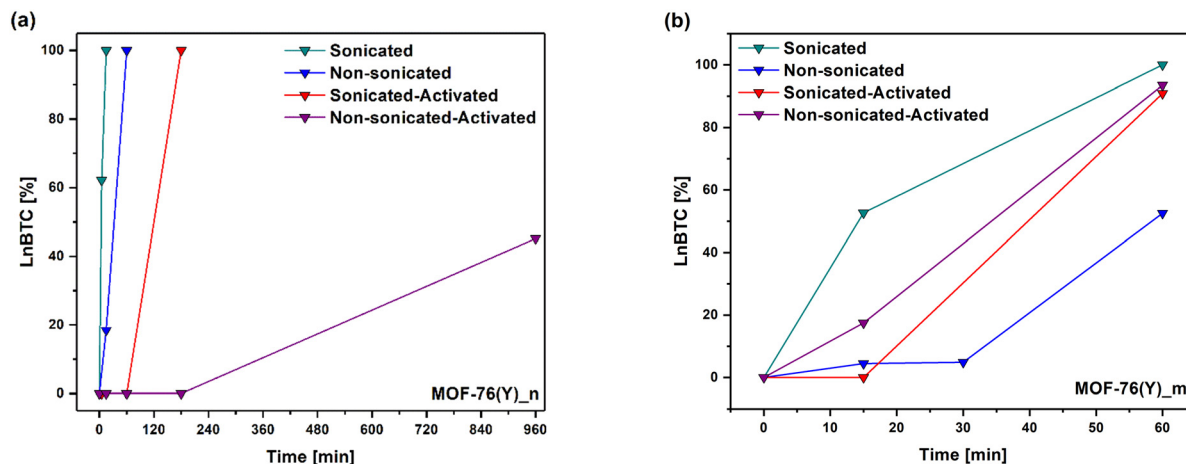 (a)
LnBTC [%]
100
80
60
40
20
0
Sonicated
Non-sonicated
Sonicated-Activated
Non-sonicated-Activated
MOF-76(Y)_n
0 120 240 360 480 600 720 840 960
Time [min]
(b)
LnBTC [%]
100
80
60
40
20
0
Sonicated
Non-sonicated
Sonicated-Activated
Non-sonicated-Activated
MOF-76(Y)_m
0 10 20 30 40 50 60
Time [min]